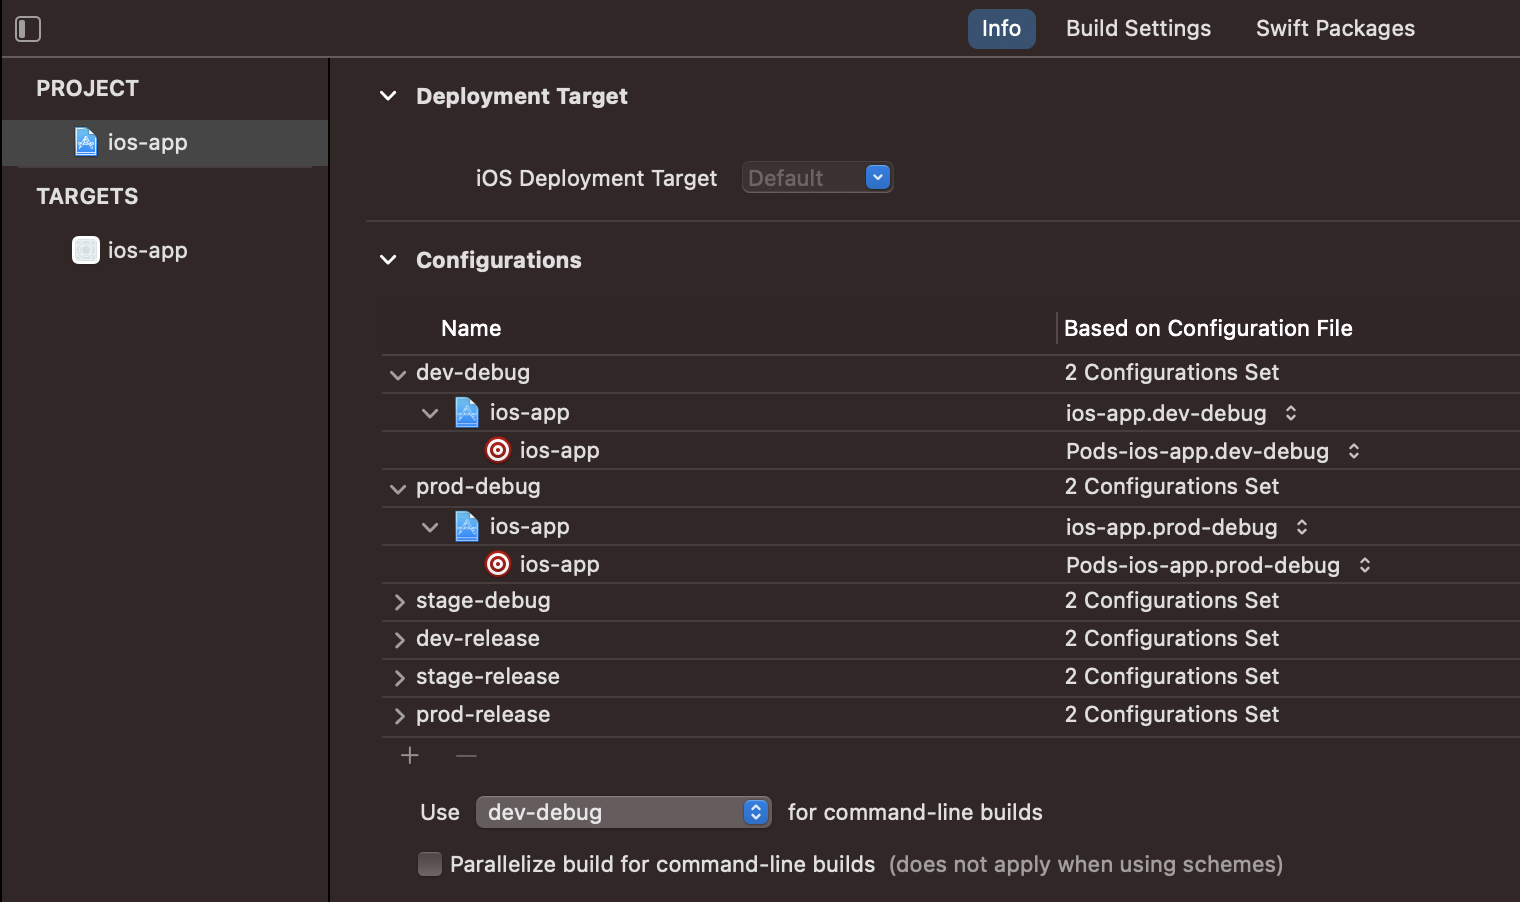 Info Build Settings Swift Packages
PROJECT
ios-app
TARGETS
ios-app
Deployment Target
iOS Deployment Target Default
Configurations
Name Based on Configuration File
dev-debug 2 Configurations Set
ios-app ios-app.dev-debug
ios-app Pods-ios-app.dev-debug
prod-debug 2 Configurations Set
ios-app ios-app.prod-debug
ios-app Pods-ios-app.prod-debug
stage-debug 2 Configurations Set
dev-release 2 Configurations Set
stage-release 2 Configurations Set
prod-release 2 Configurations Set
Use dev-debug for command-line builds
Parallelize build for command-line builds (does not apply when using schemes)